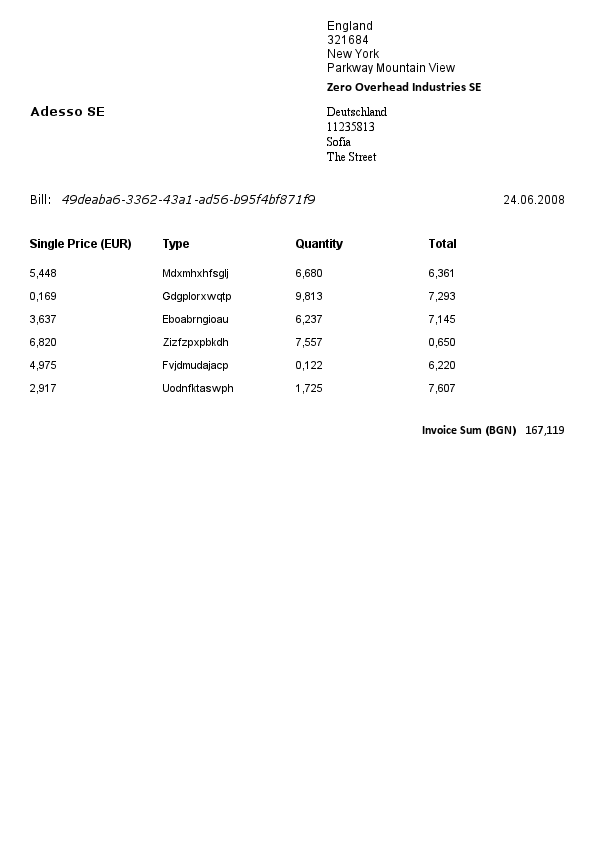 England
321684
New York
Parkway Mountain View
Zero Overhead Industries SE
Adesso SE
Deutschland
11235813
Sofia
The Street
Bill: 49deaba6-3362-43a1-ad56-b95f4bf871f9 24.06.2008
Single Price (EUR) Type Quantity Total
5,448 Mdxmhxhfsglj 6,680 6,361
0,169 Gdgplorxwqtp 9,813 7,293
3,637 Eboabrngioau 6,237 7,145
6,820 Zizfzpxpbkdh 7,557 0,650
4,975 Fvjdmudajacp 0,122 6,220
2,917 Uodnfktaswph 1,725 7,607
Invoice Sum (BGN) 167,119